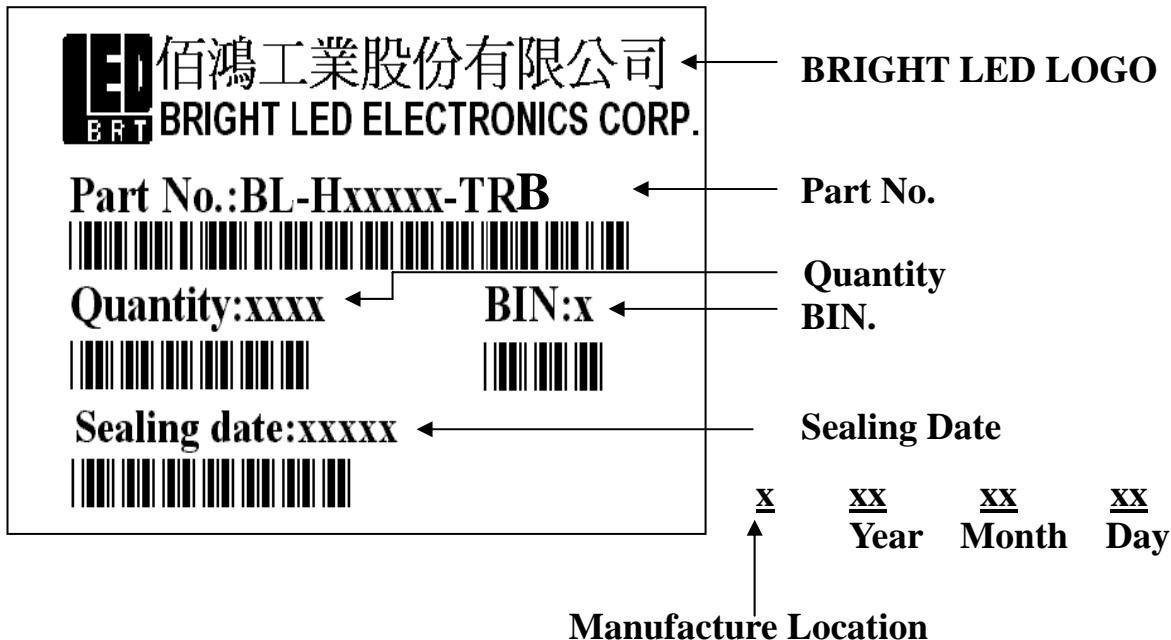 LED
BRT
佰鴻工業股份有限公司
BRIGHT LED ELECTRONICS CORP.
BRIGHT LED LOGO
Part No.:BL-Hxxxxx-TRB
Part No.
Quantity:xxxx
BIN:x
Quantity
BIN.
Sealing date:xxxxx
Sealing Date
x xx xx xx
Year Month Day
Manufacture Location